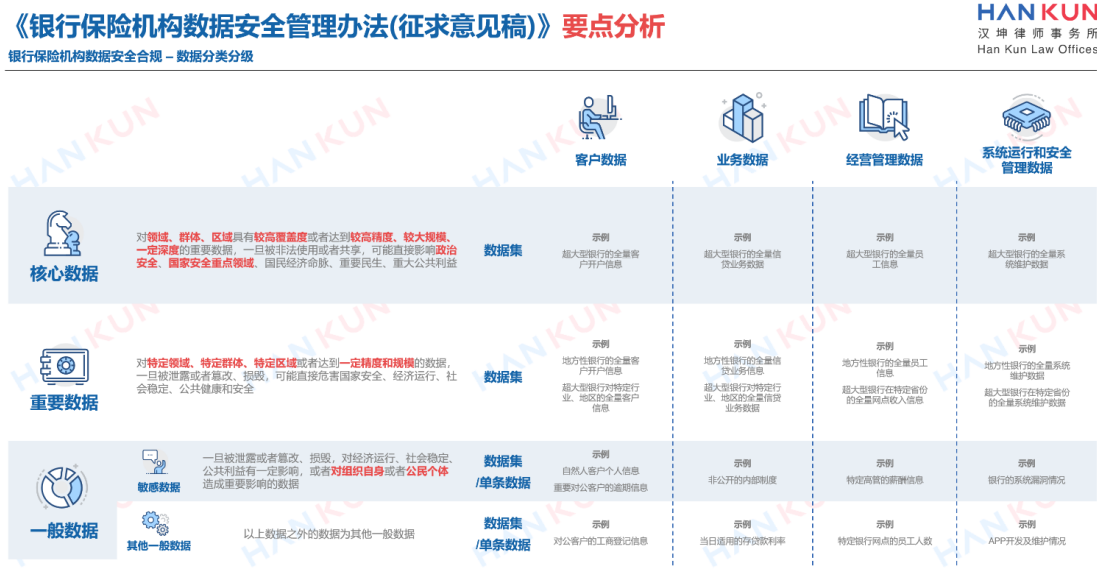 《银行保险机构数据安全管理办法(征求意见稿)》要点分析
银行保险机构数据安全合规 – 数据分类分级
HANKUN
汉坤律师事务所
Han Kun Law Offices
客户数据
业务数据
经营管理数据
系统运行和安全
管理数据
核心数据
对领域、群体、区域具有较高覆盖度或者达到较高精度、较大规模、
一定深度的重要数据，一旦被非法使用或者共享，可能直接影响政治
安全、国家安全重点领域、国民经济命脉、重要民生、重大公共利益
数据集
示例
超大型银行的全量客
户开户信息
示例
超大型银行的全量信
贷业务数据
示例
超大型银行的全量员
工信息
示例
超大型银行的全量系
统维护数据
重要数据
对特定领域、特定群体、特定区域或者达到一定精度和规模的数据，
一旦被泄露或者篡改、损毁，可能直接危害国家安全、经济运行、社
会稳定、公共健康和安全
数据集
示例
地方性银行的全量客
户开户信息
超大型银行对特定行
业、地区的全量客户
信息
示例
地方性银行的全量信
贷业务信息
超大型银行对特定行
业、地区的全量信贷
业务数据
示例
地方性银行的全量员工
信息
超大型银行在特定省份
的全量网点收入信息
示例
地方性银行的全量系统
维护数据
超大型银行在特定省份
的全量系统维护数据
一般数据
敏感数据
一旦被泄露或者篡改、损毁，对经济运行、社会稳定、
公共利益有一定影响，或者对组织自身或者公民个体
造成重要影响的数据
数据集
/单条数据
示例
自然人客户个人信息
重要对公客户的逾期信息
示例
非公开的内部制度
示例
特定高管的薪酬信息
示例
银行的系统漏洞情况
其他一般数据
以上数据之外的数据为其他一般数据
数据集
/单条数据
示例
对公客户的工商登记信息
示例
当日适用的存贷款利率
示例
特定银行网点的员工人数
示例
APP开发及维护情况